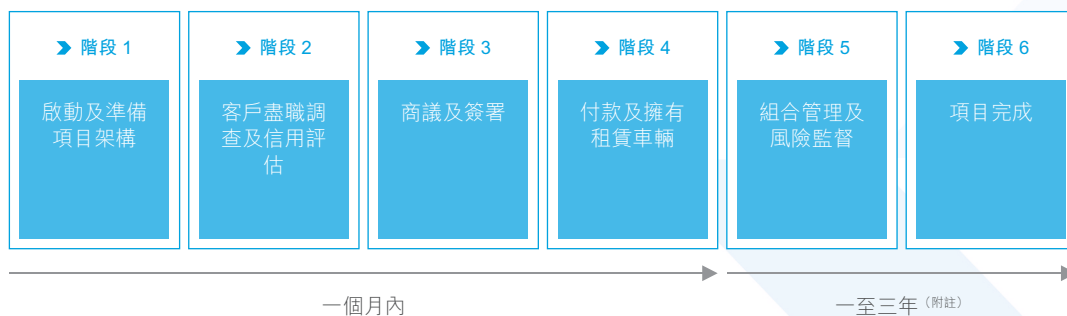 階段 1
啟動及準備
項目架構
階段 2
客戶盡職調
查及信用評
估
階段 3
商議及簽署
階段 4
付款及擁有
租賃車輛
階段 5
組合管理及
風險監督
階段 6
項目完成
一個月內
一至三年（附註）